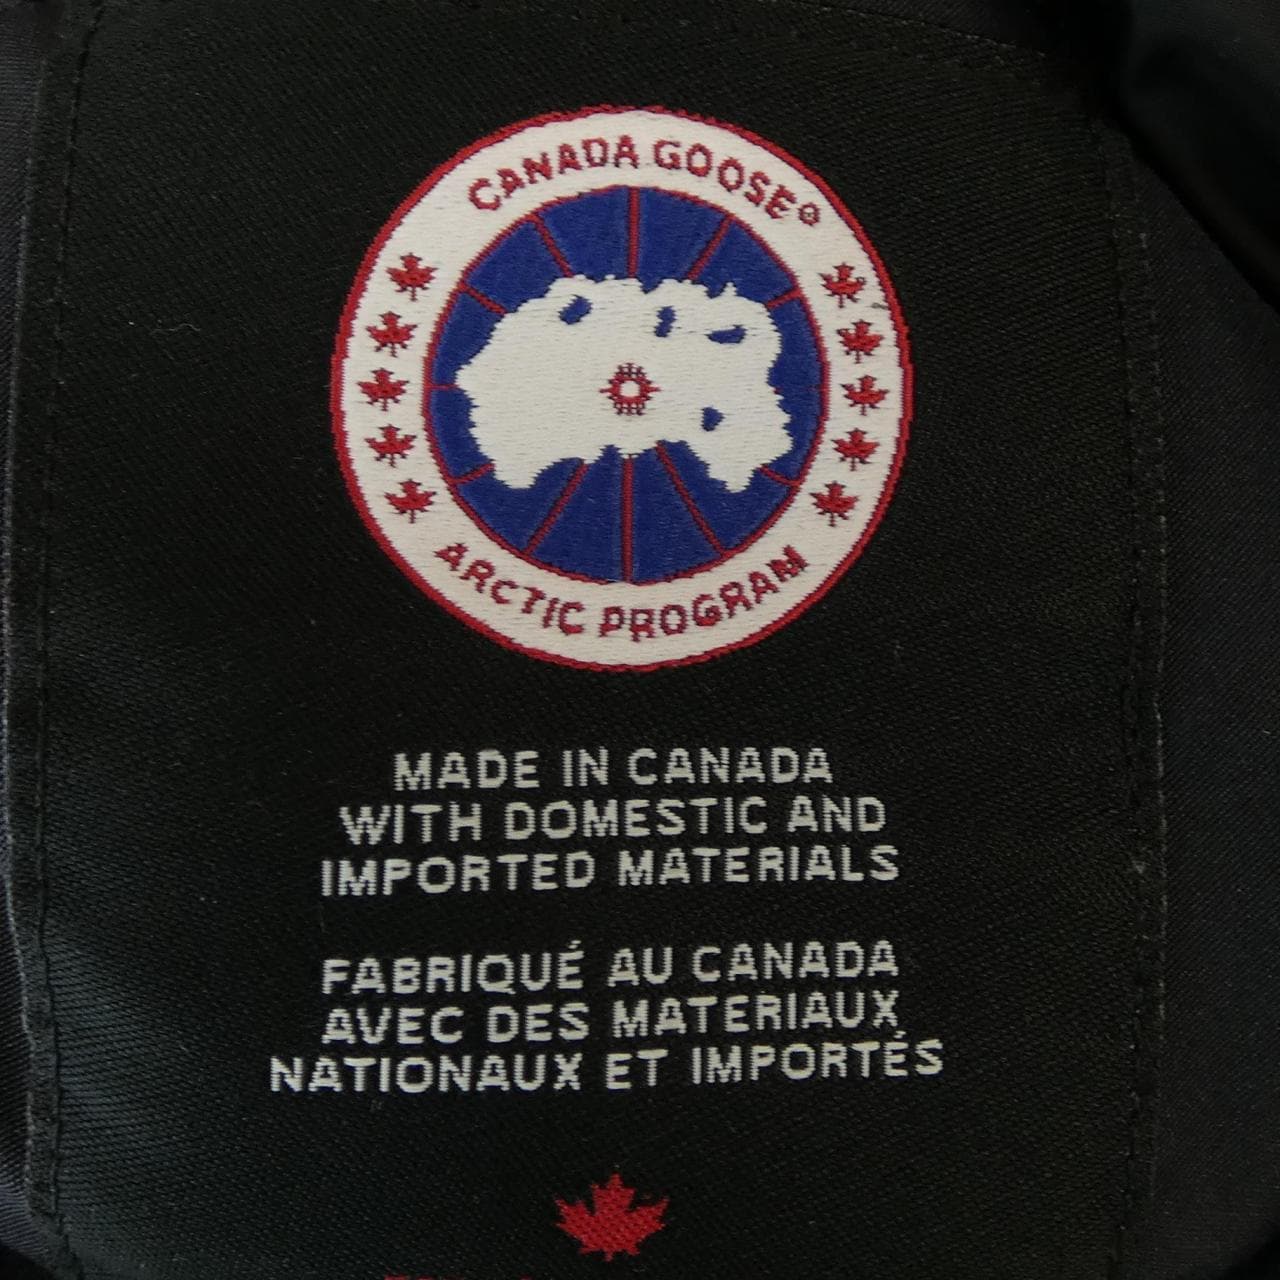 CANADA GOOSE®
ARCTIC PROGRAM
MADE IN CANADA
WITH DOMESTIC AND
IMPORTED MATERIALS
FABRIQUÉ AU CANADA
AVEC DES MATERIAUX
NATIONAUX ET IMPORTÉS